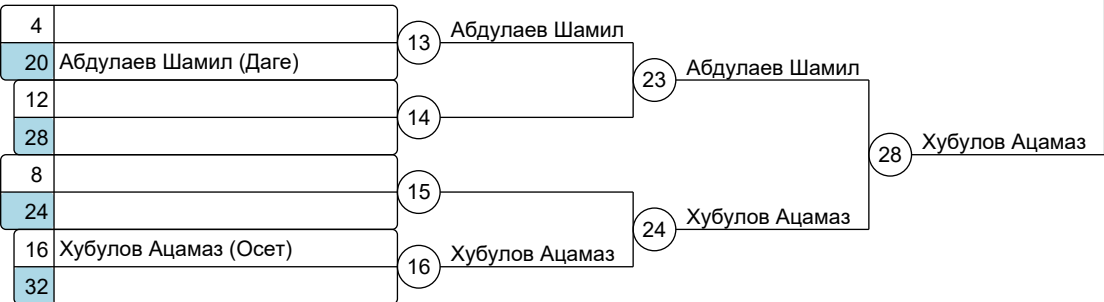 4
20 Абдулаев Шамил (Даге)
12
28
8
24
16 Хубулов Ацамаз (Осет)
32
13 Абдулаев Шамил
14
15
16 Хубулов Ацамаз
23 Абдулаев Шамил
24 Хубулов Ацамаз
28 Хубулов Ацамаз